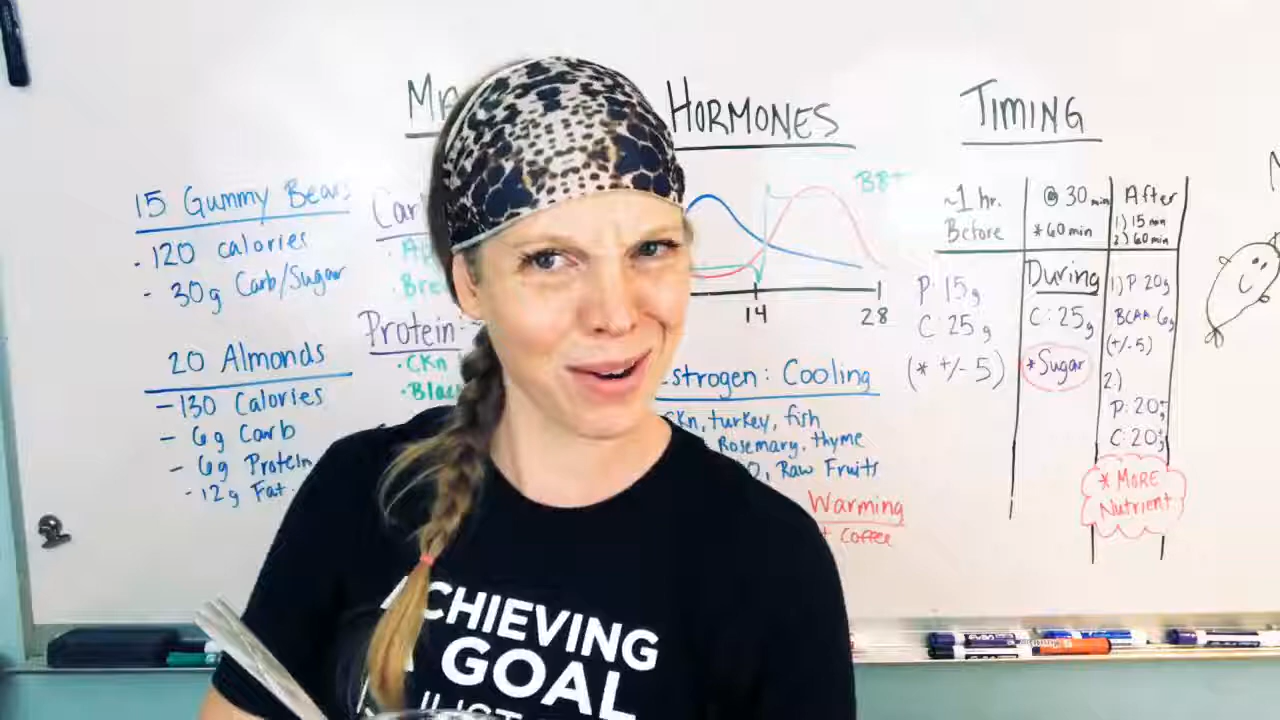 15 Gummy Bears
- 120 calories
- 30g Carb/Sugar
20 Almonds
- 130 Calories
- 6g Carb
- 6g Protein
- 12g Fat
Protein:
• CKn
HORMONES
BBT
14 28
Estrogen: Cooling
CKn, turkey, fish
Rosemary, thyme
Raw Fruits
Warming
Coffee
TIMING
~1 hr.
Before
P: 15g
C: 25g
(* +/- 5)
@ 30 min
* 60 min
During
C: 25g
* Sugar
After
1) 15 min
2) 60 min
1) P 20g
BCAA 6g
(+/-5)
2.)
P: 20g
C: 20g
* MORE
Nutrient
ACHIEVING
A GOAL